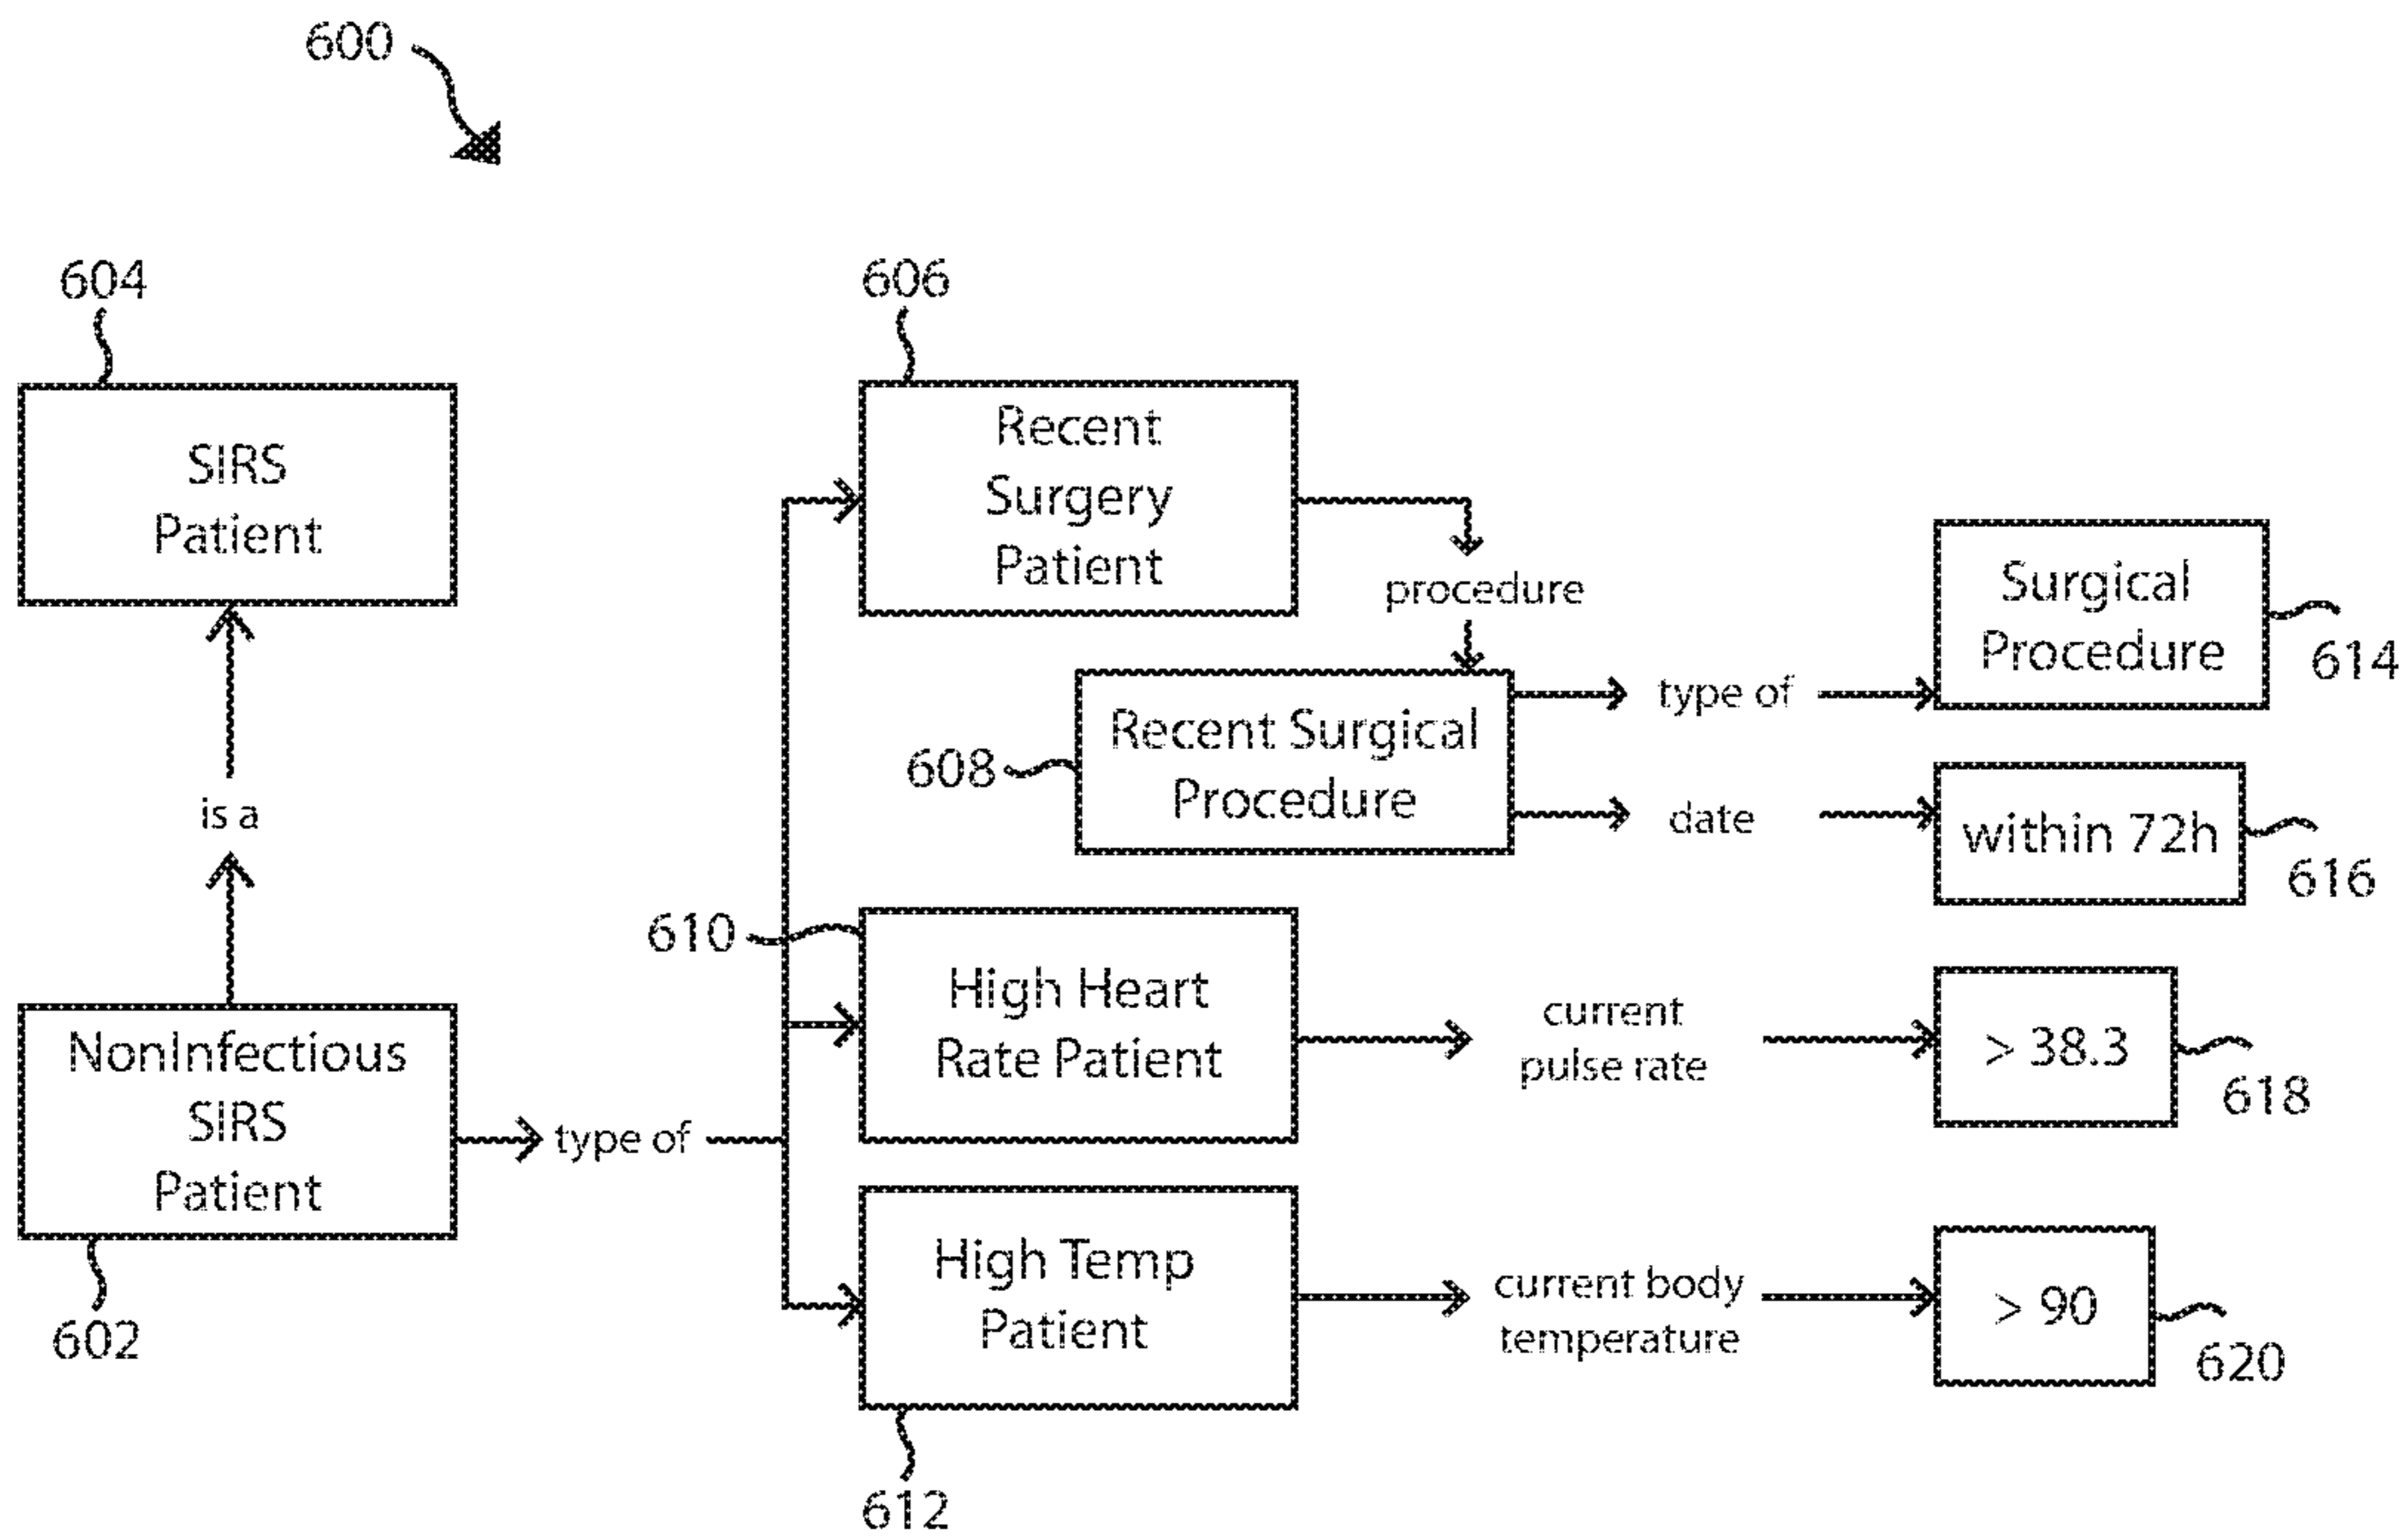 600
604
SIRS
Patient
is a
NonInfectious
SIRS
Patient
602
type of
606
Recent
Surgery
Patient
procedure
608
Recent Surgical
Procedure
type of
Surgical
Procedure
614
date
within 72h
616
610
High Heart
Rate Patient
current
pulse rate
> 38.3
618
High Temp
Patient
612
current body
temperature
> 90
620